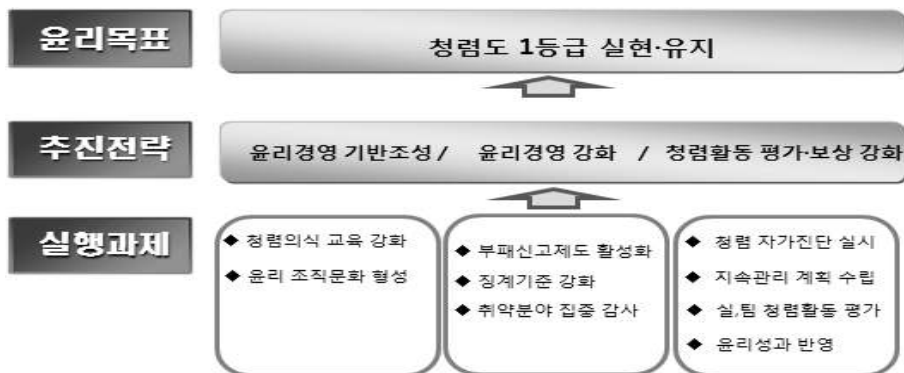 윤리목표
청렴도 1등급 실현·유지
추진전략
윤리경영 기반조성 / 윤리경영 강화 / 청렴활동 평가·보상 강화
실행과제
◆ 청렴의식 교육 강화
◆ 윤리 조직문화 형성
◆ 부패신고제도 활성화
◆ 징계기준 강화
◆ 취약분야 집중 감사
◆ 청렴 자가진단 실시
◆ 지속관리 계획 수립
◆ 실,팀 청렴활동 평가
◆ 윤리성과 반영